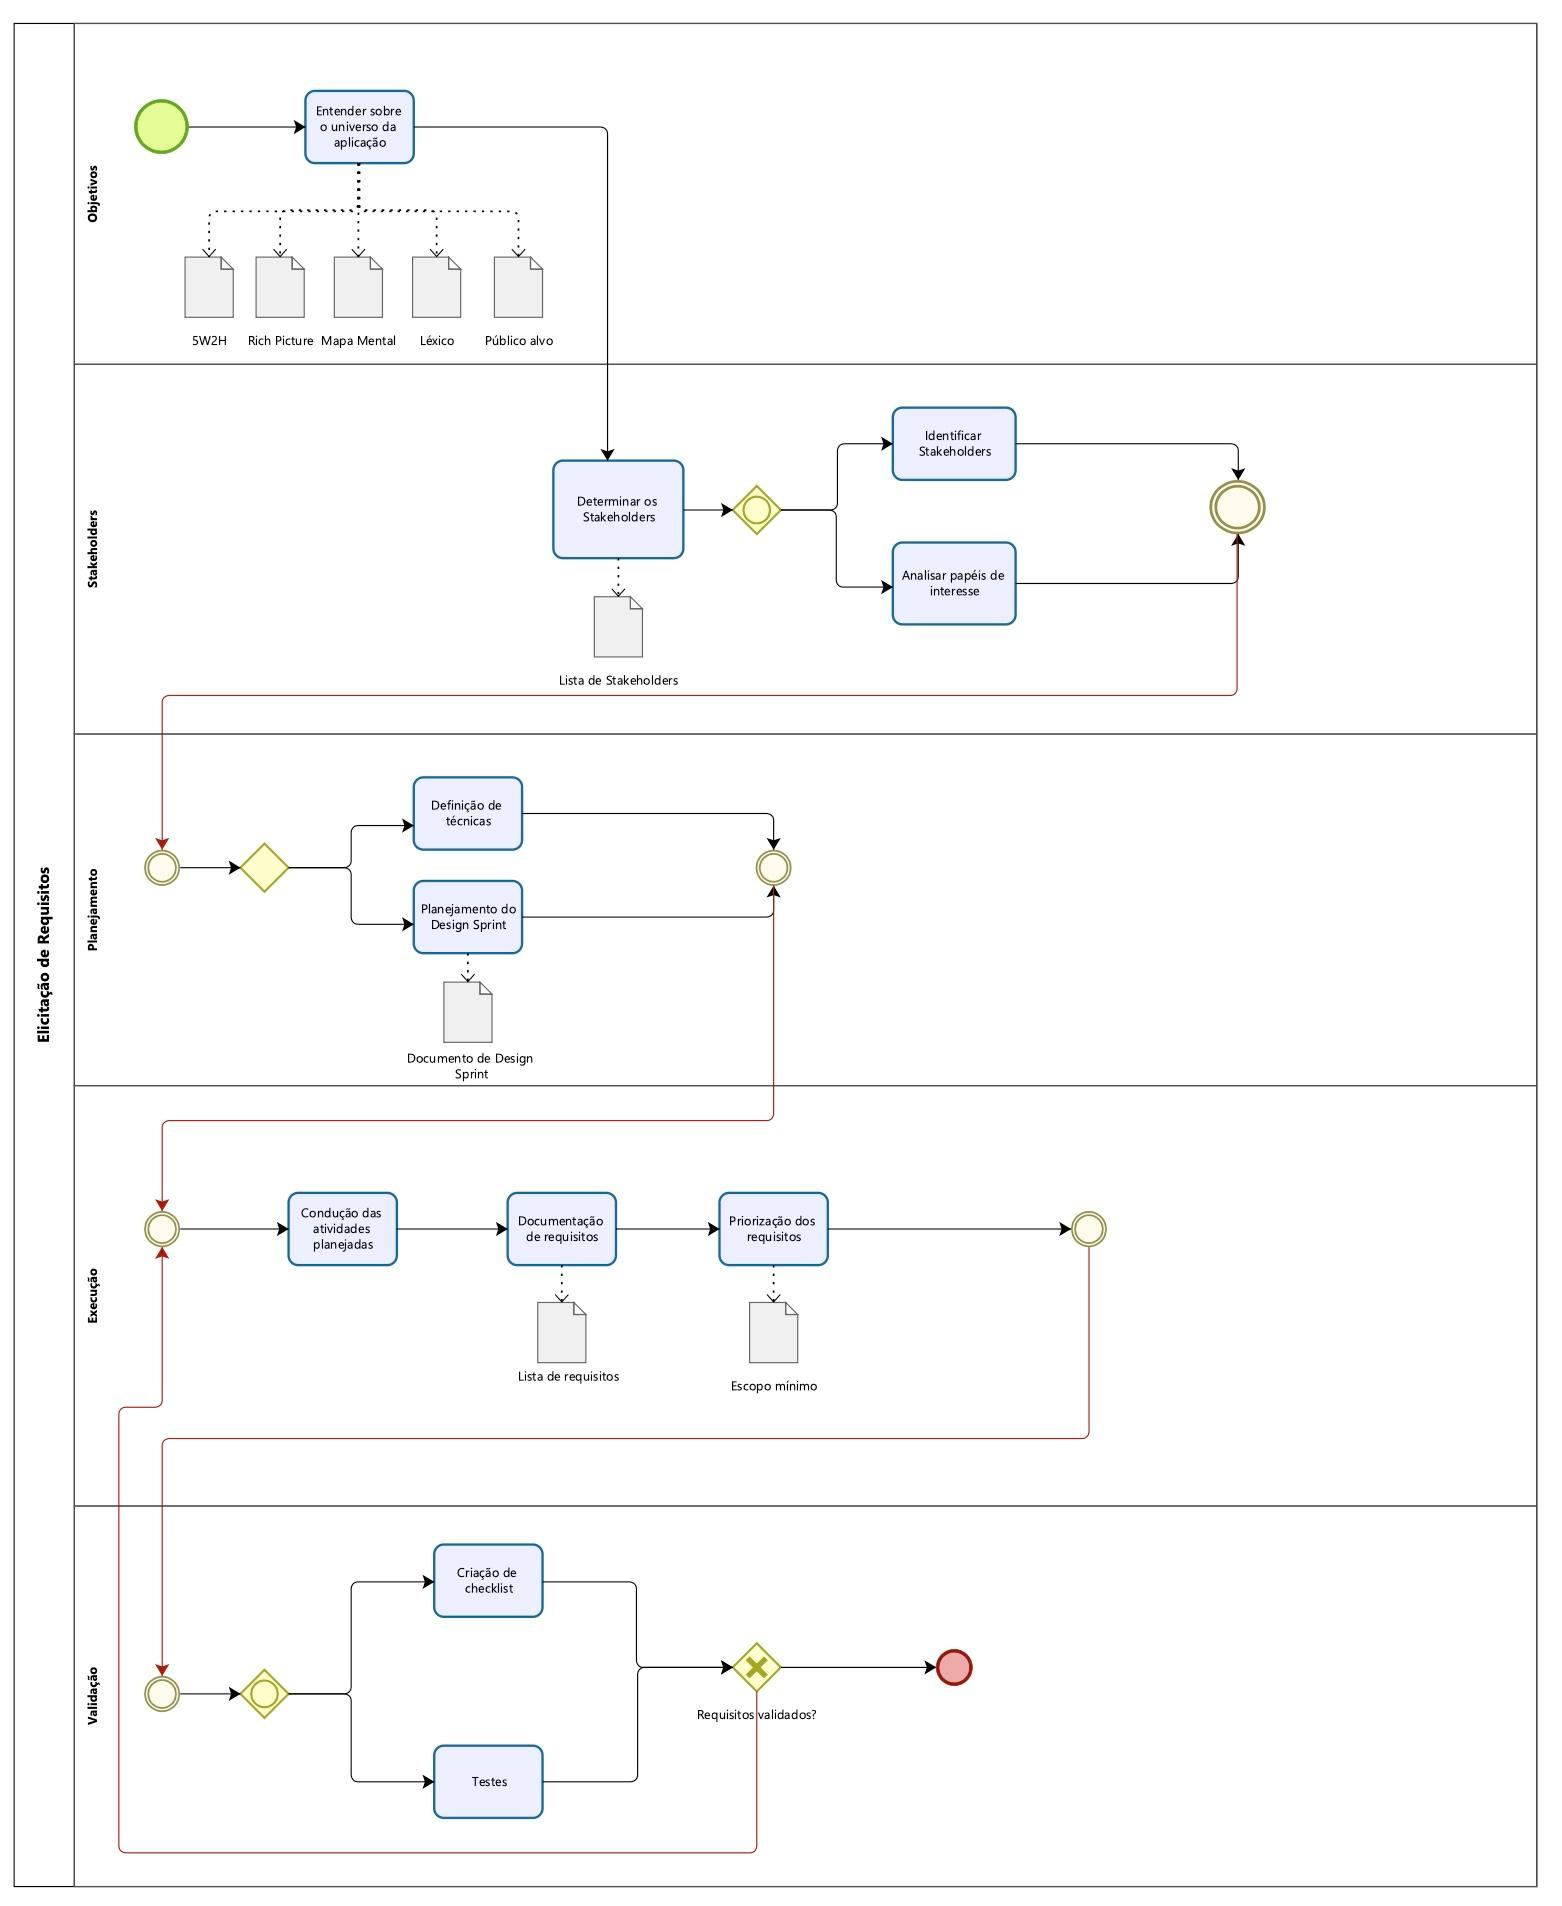 Elicitação de Requisitos
Objetivos
Entender sobre
o universo da
aplicação
5W2H
Rich Picture
Mapa Mental
Léxico
Público alvo
Stakeholders
Determinar os
Stakeholders
Lista de Stakeholders
Identificar
Stakeholders
Analisar papéis de
interesse
Planejamento
Definição de
técnicas
Planejamento do
Design Sprint
Documento de Design
Sprint
Execução
Condução das
atividades
planejadas
Documentação
de requisitos
Lista de requisitos
Priorização dos
requisitos
Escopo mínimo
Validação
Criação de
checklist
Testes
Requisitos validados?